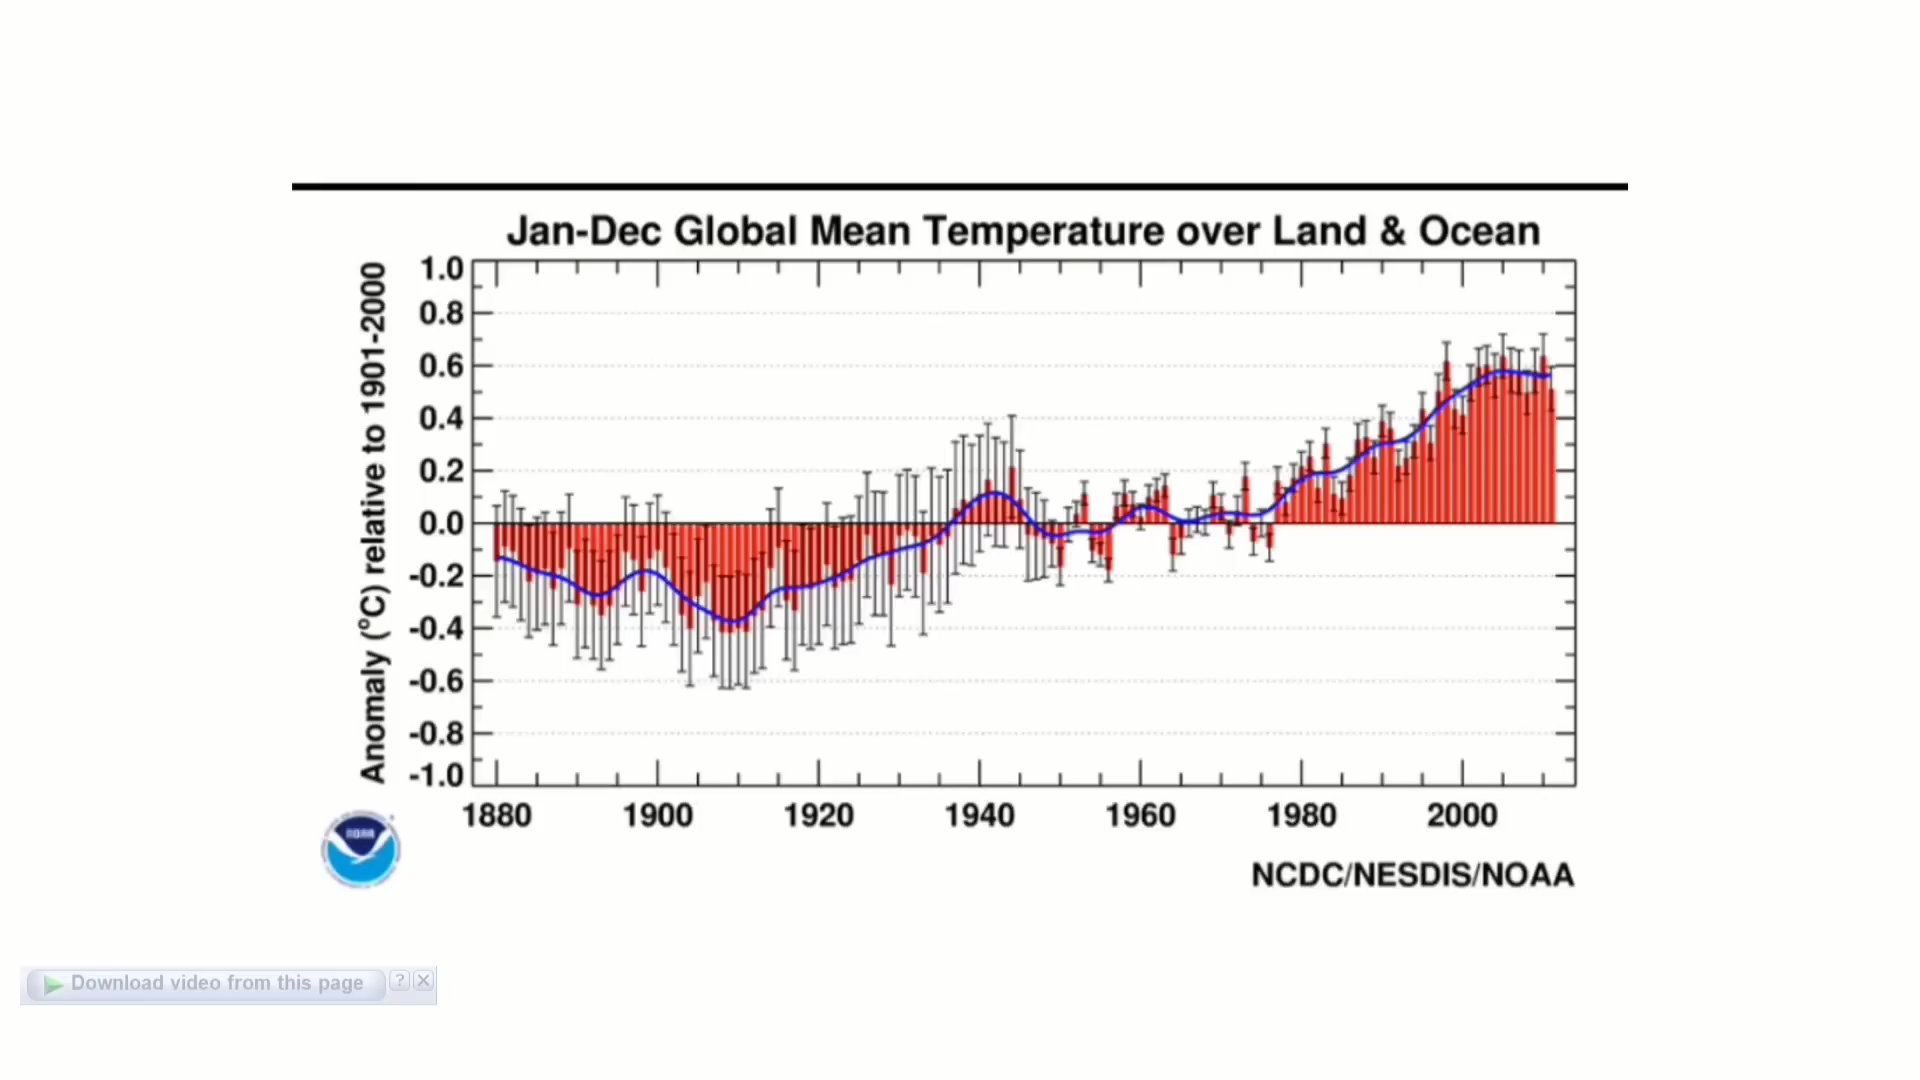 Jan-Dec Global Mean Temperature over Land & Ocean
Anomaly (ºC) relative to 1901-2000
1.0
0.8
0.6
0.4
0.2
0.0
-0.2
-0.4
-0.6
-0.8
-1.0
1880 1900 1920 1940 1960 1980 2000
NOAA
NCDC/NESDIS/NOAA
Download video from this page ? X